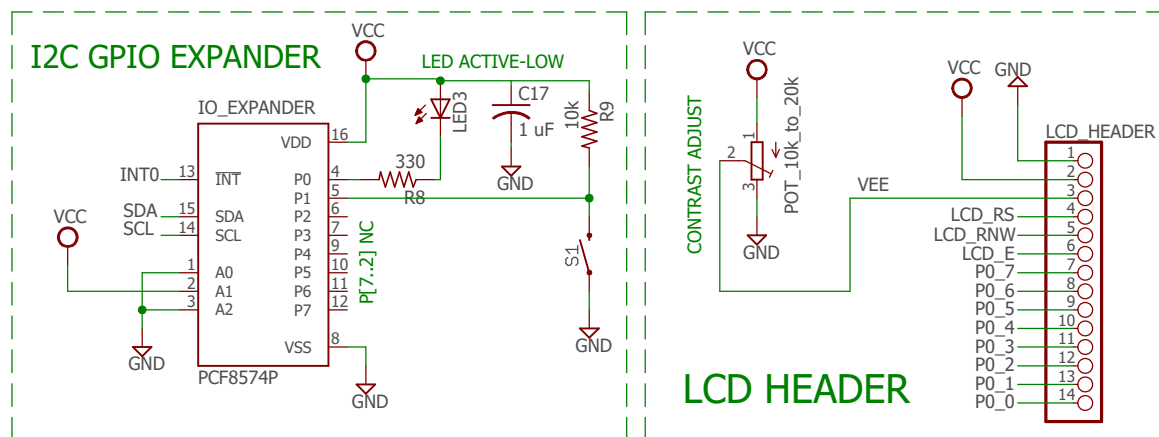 I2C GPIO EXPANDER
VCC
LED ACTIVE-LOW
IO_EXPANDER
LED3
C17
1 uF
10k
R9
VDD
16
GND
INT0
13
INT
P0
4
330
R8
P1
5
VCC
SDA
15
SDA
P2
6
SCL
14
SCL
P3
7
P4
9
1
A0
P5
10
2
A1
P6
11
3
A2
P7
12
P[7..2] NC
S1
GND
VSS
8
GND
PCF8574P
GND
VCC
CONTRAST ADJUST
1
2
3
POT_10k_to_20k
GND
VEE
VCC
GND
LCD_HEADER
1
2
3
LCD_RS
4
LCD_RNW
5
LCD_E
6
P0_7
7
P0_6
8
P0_5
9
P0_4
10
P0_3
11
P0_2
12
P0_1
13
P0_0
14
LCD HEADER